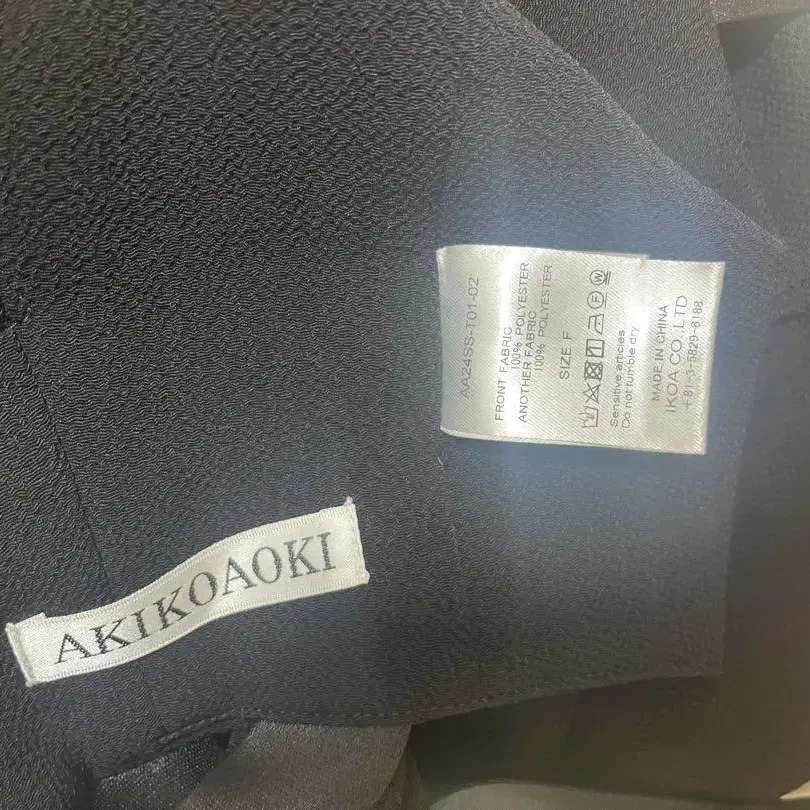 AA24SS-T01-02
FRONT FABRIC
100% POLYESTER
ANOTHER FABRIC
100% POLYESTER
SIZE F
Sensitive articles
Do not tumble dry
MADE IN CHINA
IKOA CO.,LTD
+81-3-5829-6188
AKIKOAOKI